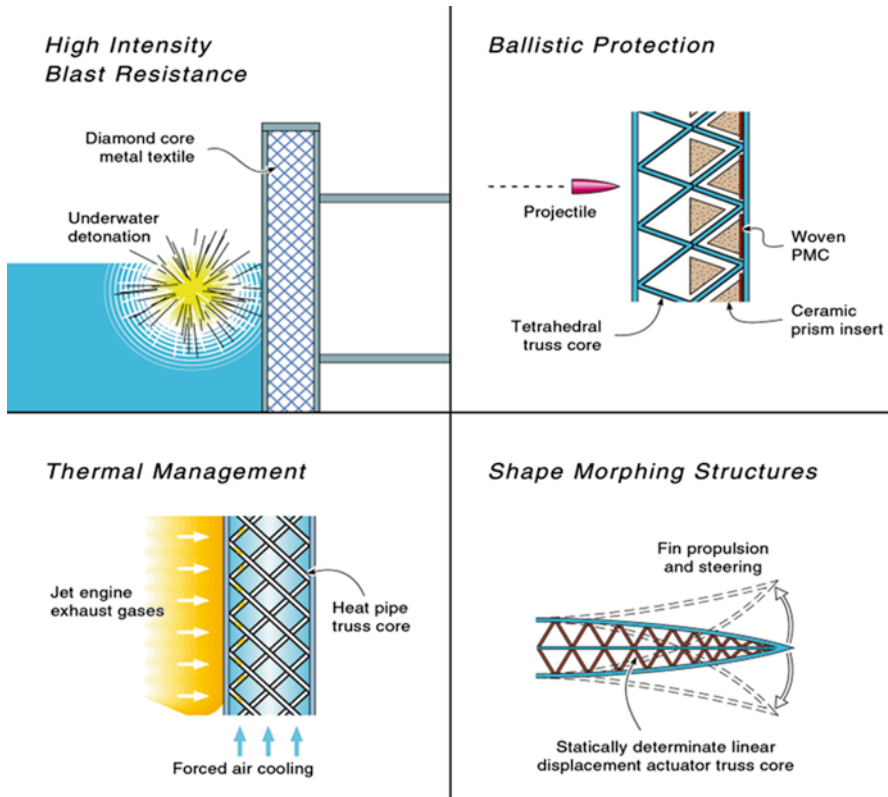 High Intensity
Blast Resistance
Diamond core
metal textile
Underwater
detonation
Ballistic Protection
Projectile
Woven
PMC
Tetrahedral
truss core
Ceramic
prism insert
Thermal Management
Jet engine
exhaust gases
Heat pipe
truss core
Forced air cooling
Shape Morphing Structures
Fin propulsion
and steering
Statically determinate linear
displacement actuator truss core